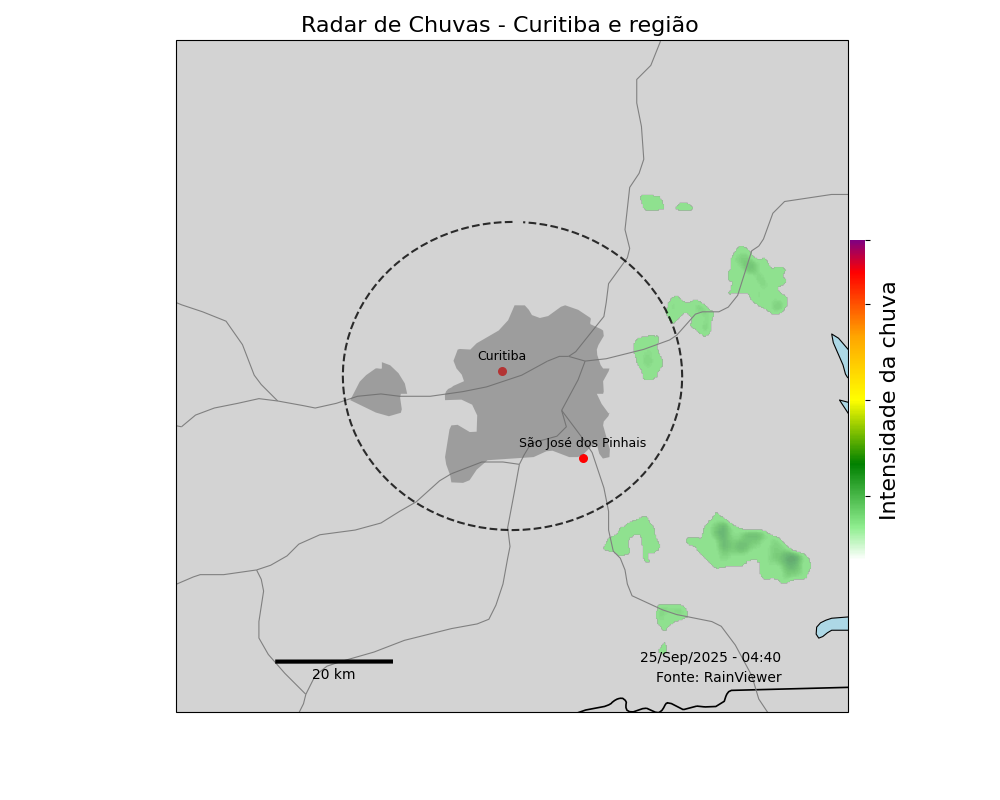 Radar de Chuvas - Curitiba e região
Curitiba
São José dos Pinhais
Intensidade da chuva
25/Sep/2025 - 04:40
Fonte: RainViewer
20 km